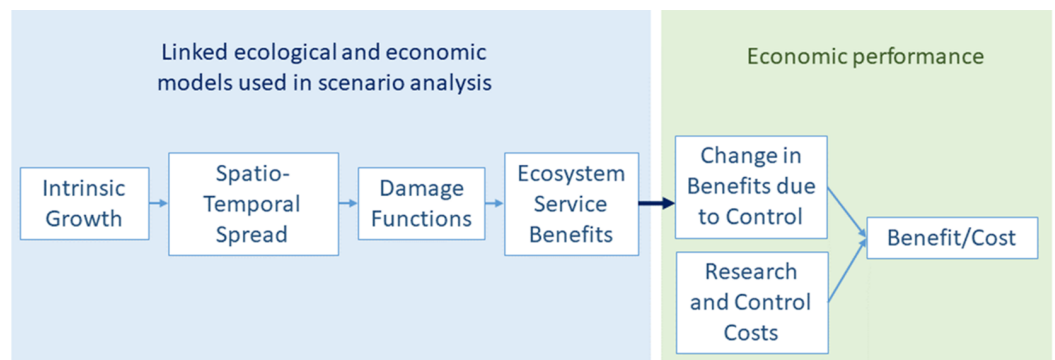 Linked ecological and economic
models used in scenario analysis
Economic performance
Intrinsic
Growth
Spatio-
Temporal
Spread
Damage
Functions
Ecosystem
Service
Benefits
Change in
Benefits due
to Control
Research
and Control
Costs
Benefit/Cost